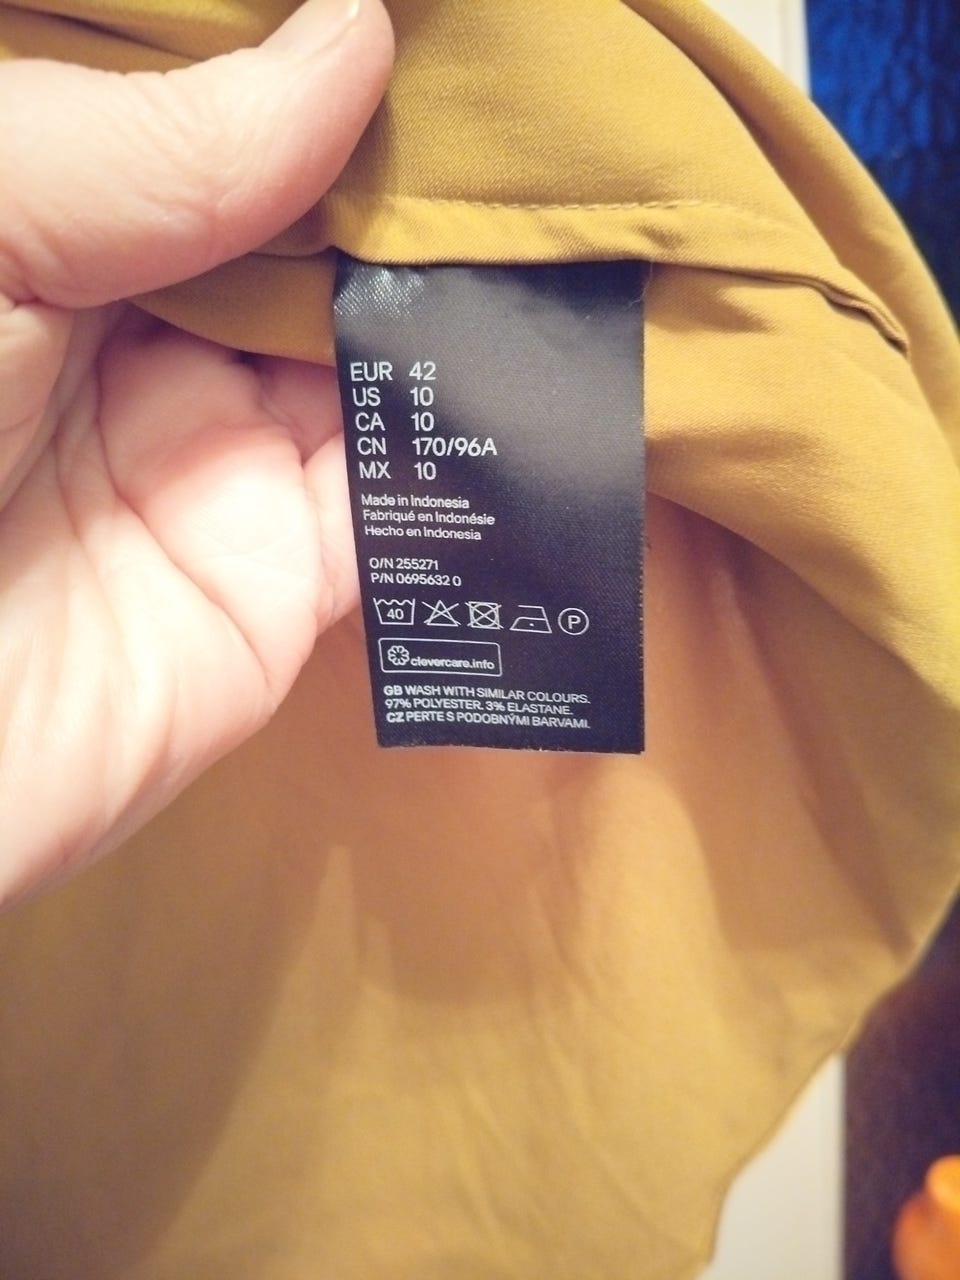 EUR 42
US 10
CA 10
CN 170/96A
MX 10
Made in Indonesia
Fabriqué en Indonésie
Hecho en Indonesia
O/N 255271
P/N 0695632 0
40 P
clevercare.info
GB WASH WITH SIMILAR COLOURS.
97% POLYESTER. 3% ELASTANE.
CZ PERTE S PODOBNÝMI BARVAMI.